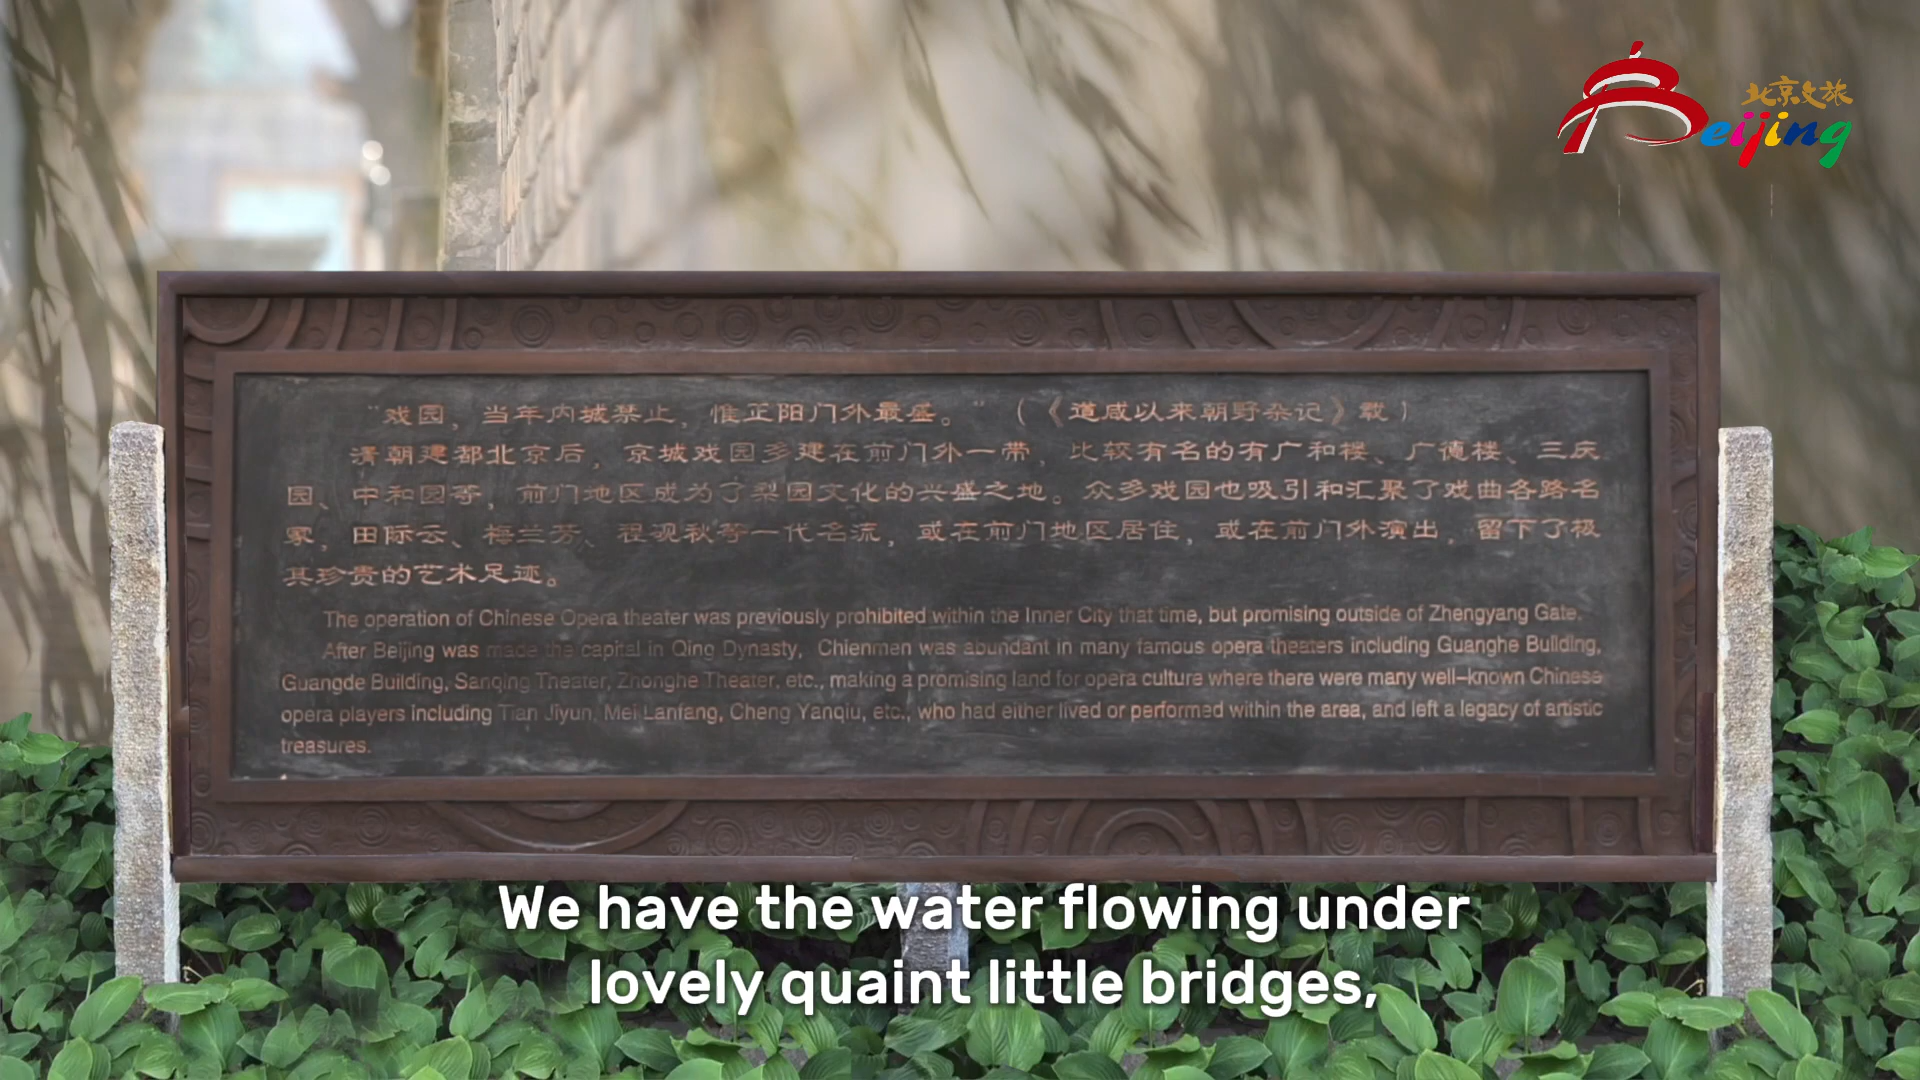 北京文旅
Beijing
“戏园，当年内城禁止，惟正阳门外最盛。”（《道咸以来朝野杂记》载）
清朝建都北京后，京城戏园多建在前门外一带，比较有名的有广和楼、广德楼、三庆
园、中和园等，前门地区成为了梨园文化的兴盛之地。众多戏园也吸引和汇聚了戏曲各路名
家，田际云、梅兰芳、程砚秋等一代名流，或在前门地区居住，或在前门外演出，留下了极
其珍贵的艺术足迹。
The operation of Chinese Opera theater was previously prohibited within the Inner City that time, but promising outside of Zhengyang Gate.
After Beijing was made the capital in Qing Dynasty, Chienmen was abundant in many famous opera theaters including Guanghe Building,
Guangde Building, Sanqing Theater, Zhonghe Theater, etc., making a promising land for opera culture where there were many well-known Chinese
opera players including Tian Jiyun, Mei Lanfang, Cheng Yanqiu, etc., who had either lived or performed within the area, and left a legacy of artistic
treasures.
We have the water flowing under
lovely quaint little bridges,